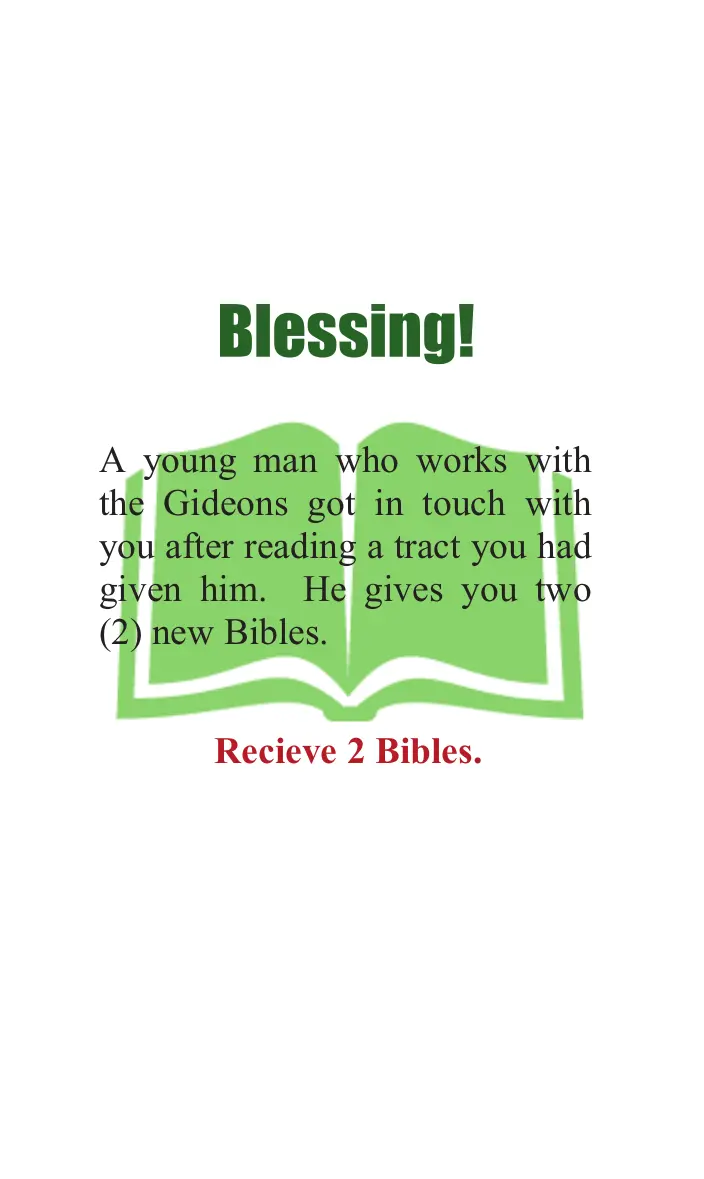 Blessing!
A young man who works with
the Gideons got in touch with
you after reading a tract you had
given him.  He gives you two
(2) new Bibles.
Recieve 2 Bibles.